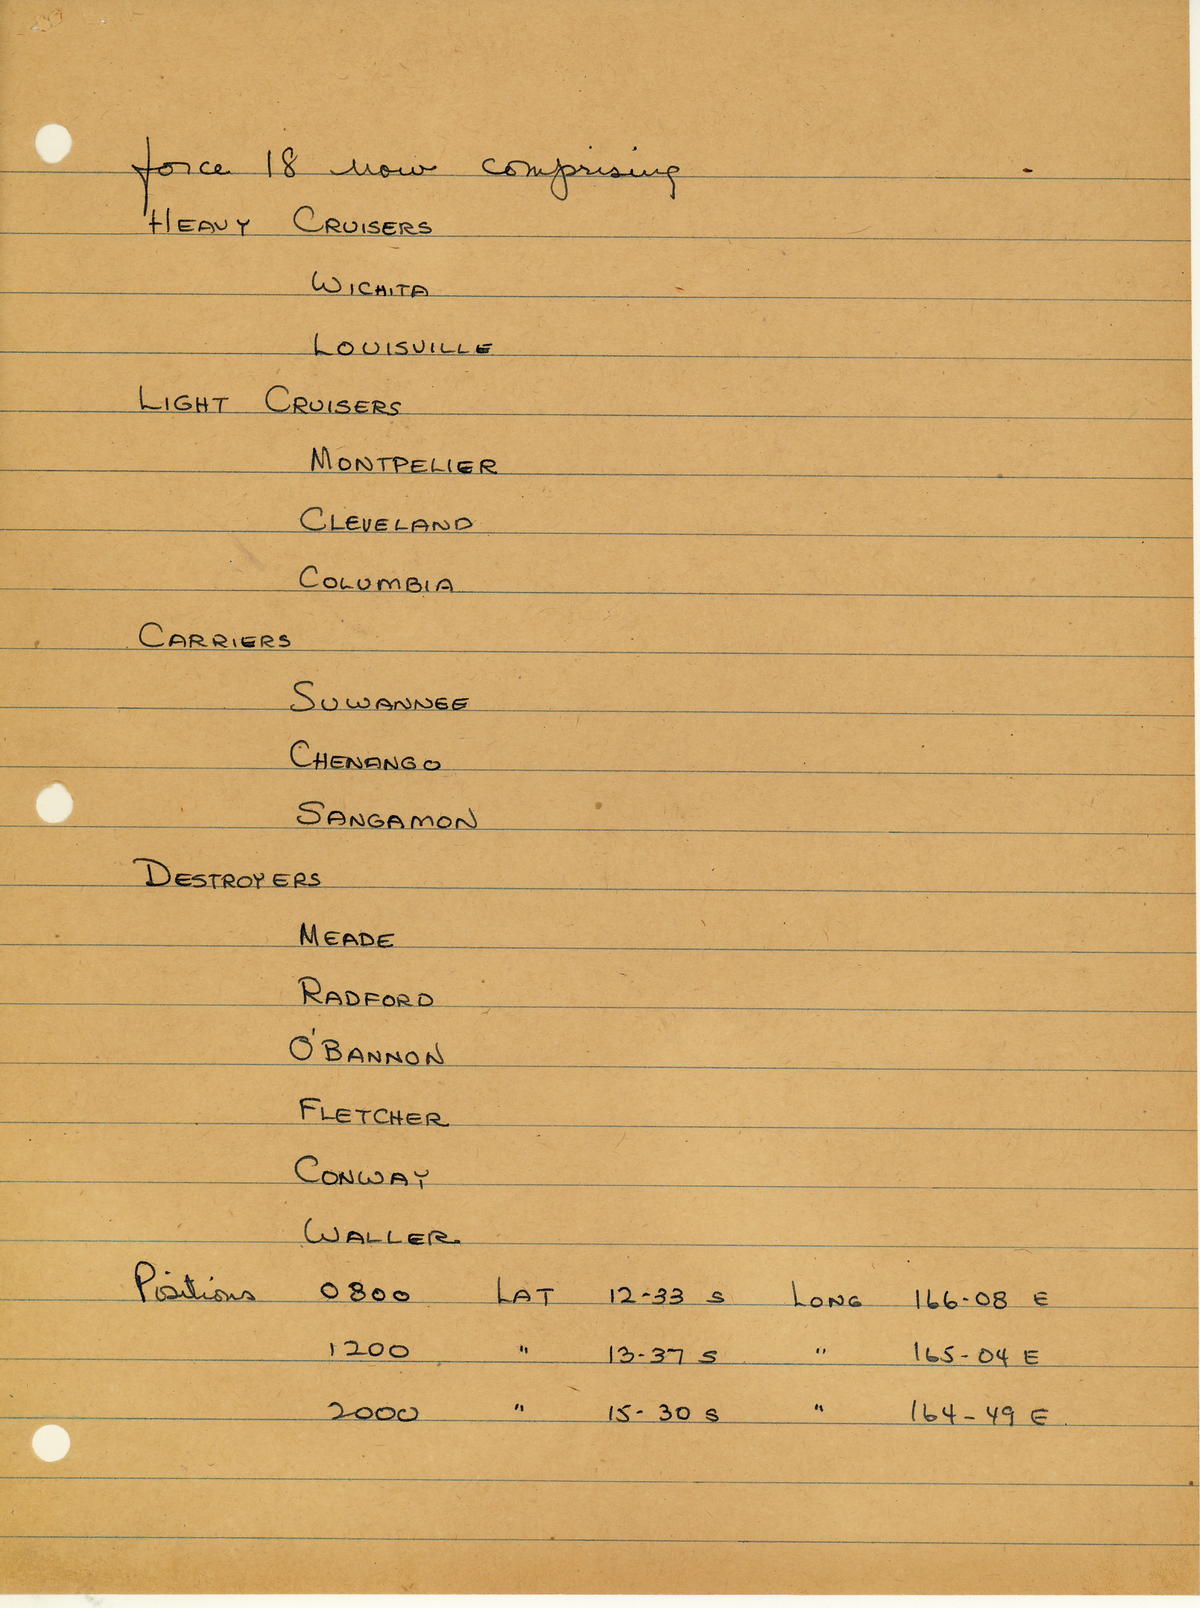 force 18 now comprising
HEAVY CRUISERS
WICHITA
LOUISVILLE
LIGHT CRUISERS
MONTPELIER
CLEVELAND
COLUMBIA
CARRIERS
SUWANNEE
CHENANGO
SANGAMON
DESTROYERS
MEADE
RADFORD
O'BANNON
FLETCHER
CONWAY
WALLER.
Positions 0800 LAT 12-33 S LONG 166-08 E
1200 " 13-37 S " 165-04 E
2000 " 15-30 S " 164-49 E.